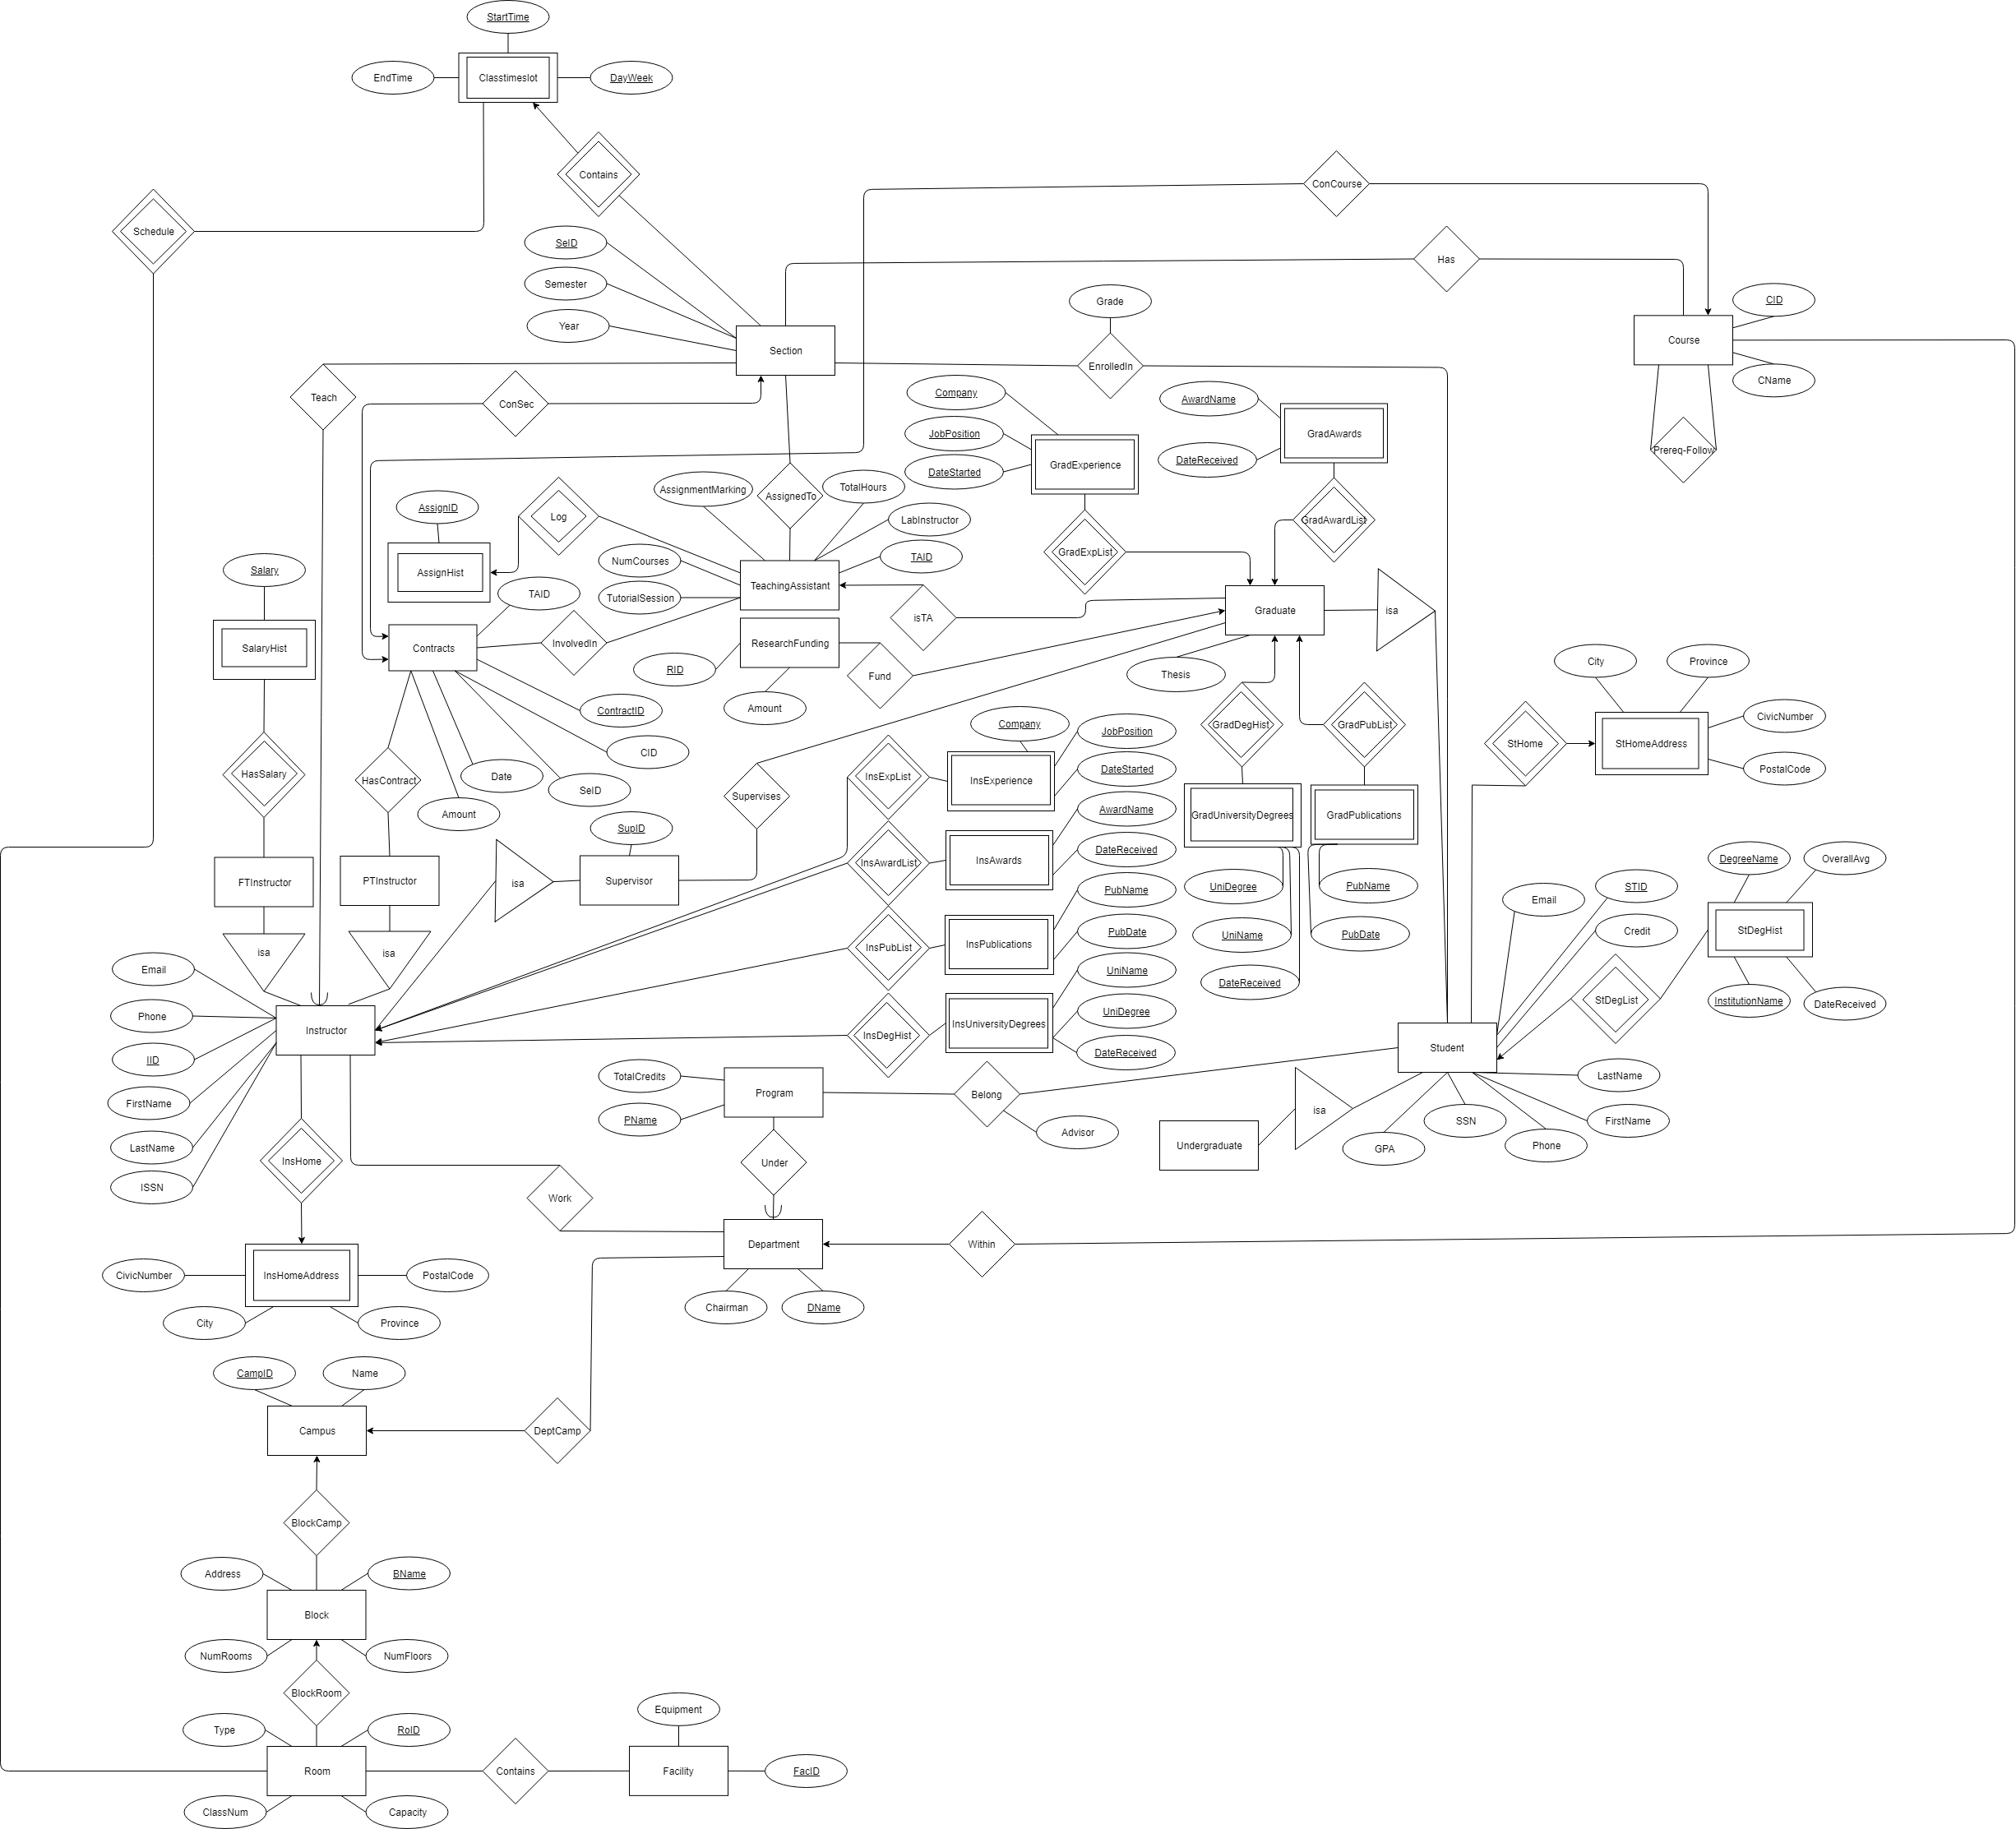 StartTime
EndTime
Classtimeslot
DayWeek
Contains
ConCourse
Schedule
SeID
Has
Semester
CID
Grade
Year
Course
Section
EnrolledIn
CName
Teach
ConSec
Company
AwardName
JobPosition
GradAwards
Prereq-Follow
GradExperience
DateReceived
DateStarted
AssignmentMarking
TotalHours
AssignedTo
AssignID
Log
LabInstructor
GradAwardList
GradExpList
TAID
NumCourses
Salary
AssignHist
TeachingAssistant
TAID
TutorialSession
Graduate
isa
isTA
InvolvedIn
ResearchFunding
SalaryHist
Contracts
City
Province
RID
Fund
Thesis
ContractID
Amount
CivicNumber
Company
GradDegHist
GradPubList
JobPosition
StHome
StHomeAddress
CID
DateStarted
PostalCode
HasSalary
InsExpList
Date
HasContract
InsExperience
SeID
Supervises
AwardName
Amount
GradUniversityDegrees
GradPublications
SupID
DateReceived
DegreeName
OverallAvg
InsAwardList
InsAwards
FTInstructor
PTInstructor
isa
Supervisor
UniDegree
PubName
STID
PubName
Email
Credit
StDegHist
PubDate
UniName
PubDate
InsPubList
InsPublications
isa
isa
Email
UniName
DateReceived
StDegList
InstitutionName
DateReceived
Phone
UniDegree
Instructor
InsDegHist
InsUniversityDegrees
Student
DateReceived
IID
TotalCredits
LastName
Program
Belong
FirstName
isa
PName
SSN
FirstName
Advisor
LastName
Undergraduate
GPA
Phone
InsHome
Under
ISSN
Work
Department
Within
CivicNumber
InsHomeAddress
PostalCode
Chairman
DName
City
Province
CampID
Name
Campus
DeptCamp
BlockCamp
Address
BName
Block
NumRooms
NumFloors
BlockRoom
Equipment
Type
RoID
Room
Contains
Facility
FacID
ClassNum
Capacity